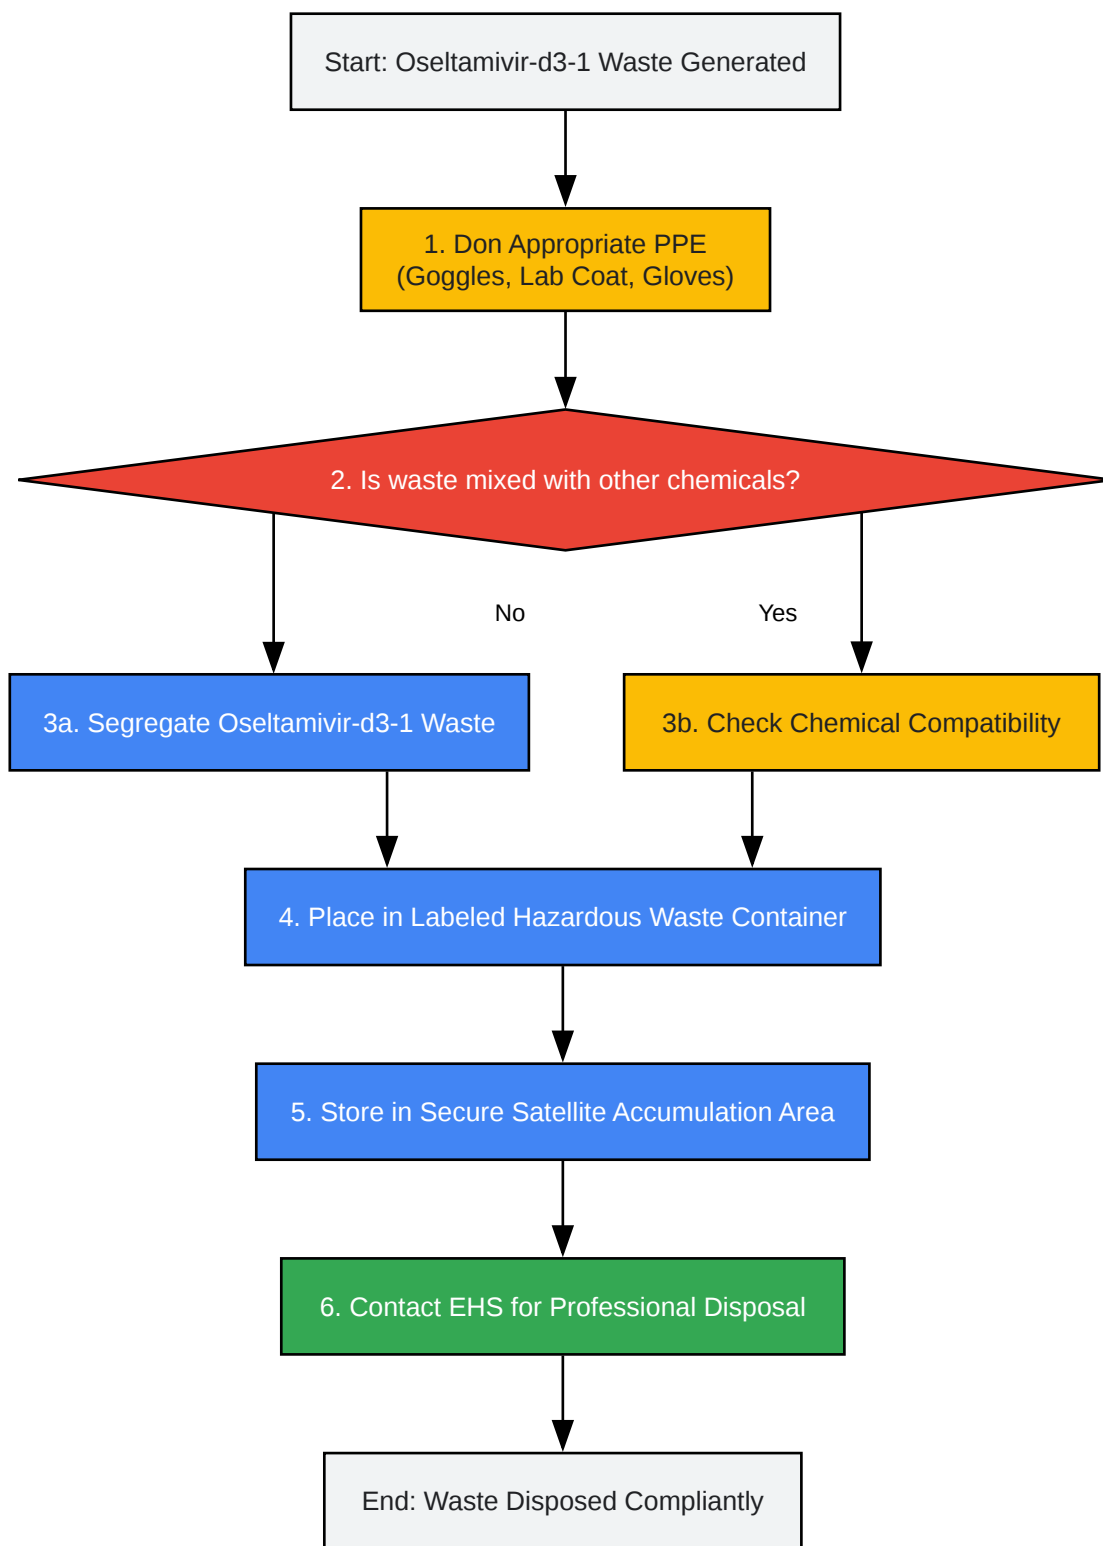 Start: Oseltamivir-d3-1 Waste Generated
1. Don Appropriate PPE
(Goggles, Lab Coat, Gloves)
2. Is waste mixed with other chemicals?
No
Yes
3a. Segregate Oseltamivir-d3-1 Waste
3b. Check Chemical Compatibility
4. Place in Labeled Hazardous Waste Container
5. Store in Secure Satellite Accumulation Area
6. Contact EHS for Professional Disposal
End: Waste Disposed Compliantly